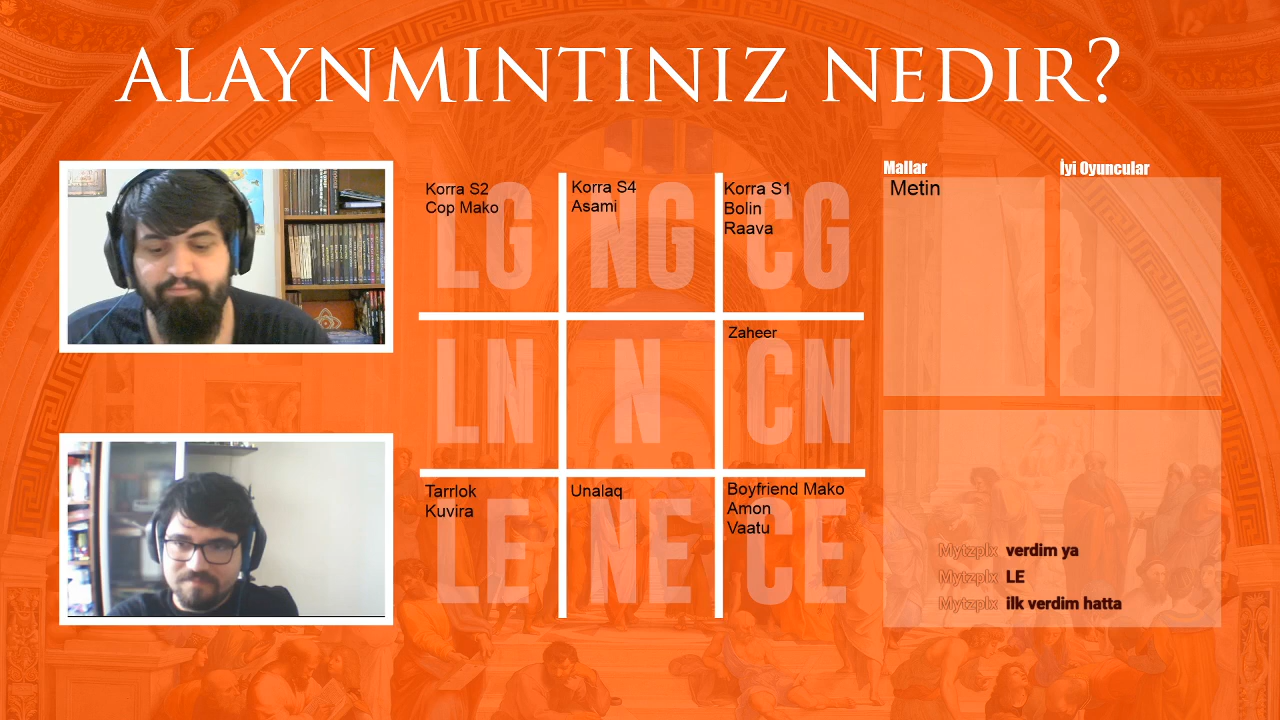 ALAYNMINTINIZ NEDIR?
Korra S2
Cop Mako
LG
Korra S4
Asami
NG
Korra S1
Bolin
Raava
CG
LN
N
Zaheer
CN
Tarrlok
Kuvira
LE
Unalaq
NE
Boyfriend Mako
Amon
Vaatu
CE
Mallar
Metin
İyi Oyuncular
Mytzplx verdim ya
Mytzplx LE
Mytzplx ilk verdim hatta